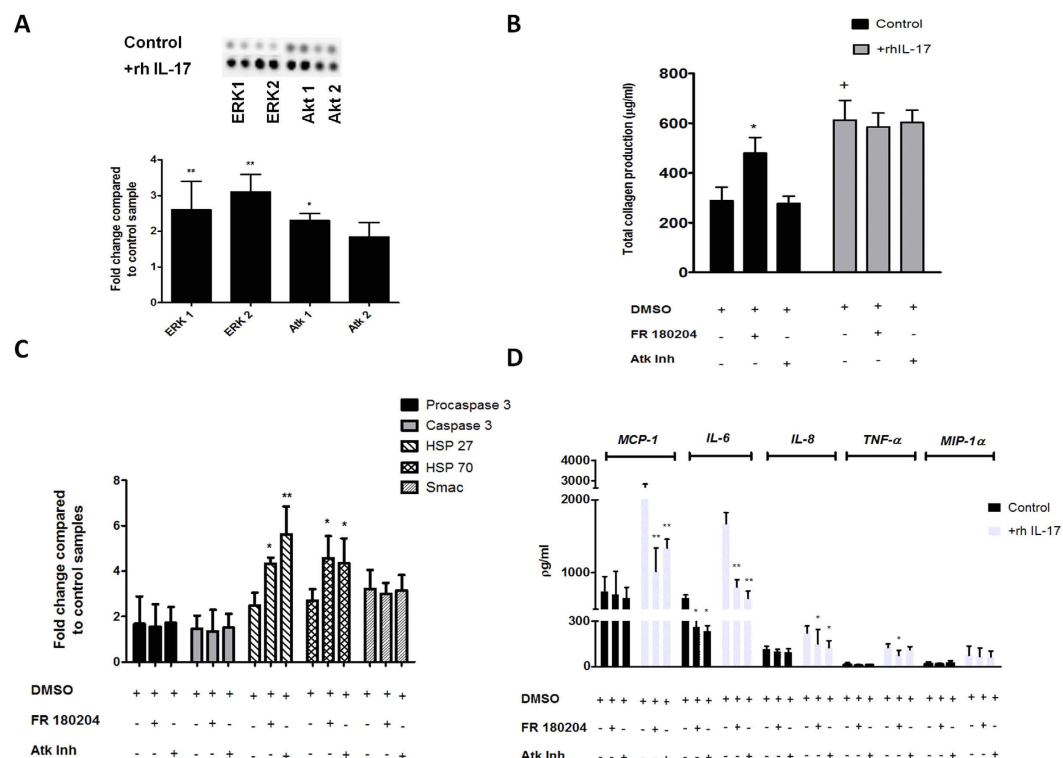 A
Control
+rh IL-17
ERK1
ERK2
Akt 1
Akt 2
Fold change compared
to control sample
4
3
2
1
0
**
**
*
ERK 1
ERK 2
Atk 1
Atk 2
B
Control
+rhIL-17
Total collagen production (µg/ml)
800
600
400
200
0
*
+
DMSO + + + + + +
FR 180204 - + - - + -
Atk Inh - - + - - +
C
Procaspase 3
Caspase 3
HSP 27
HSP 70
Smac
Fold change compared
to control samples
8
6
4
2
0
* ** * *
DMSO + + + + + + + + + + + + + + +
FR 180204 - + - - + - - + - - + - - + -
Atk Inh - - + - - + - - + - - + - - +
D
MCP-1 IL-6 IL-8 TNF-α MIP-1α
Control
+rh IL-17
ρg/ml
4000
3000
2000
1000
300
0
** ** * * ** ** * * *
DMSO + + + + + + + + + + + + + + + + + + + + + + + + + + + + + +
FR 180204 - + - - + - - + - - + - - + - - + - - + - - + - - + - - + -
Atk Inh - - + - - + - - + - - + - - + - - + - - + - - + - - + - - +